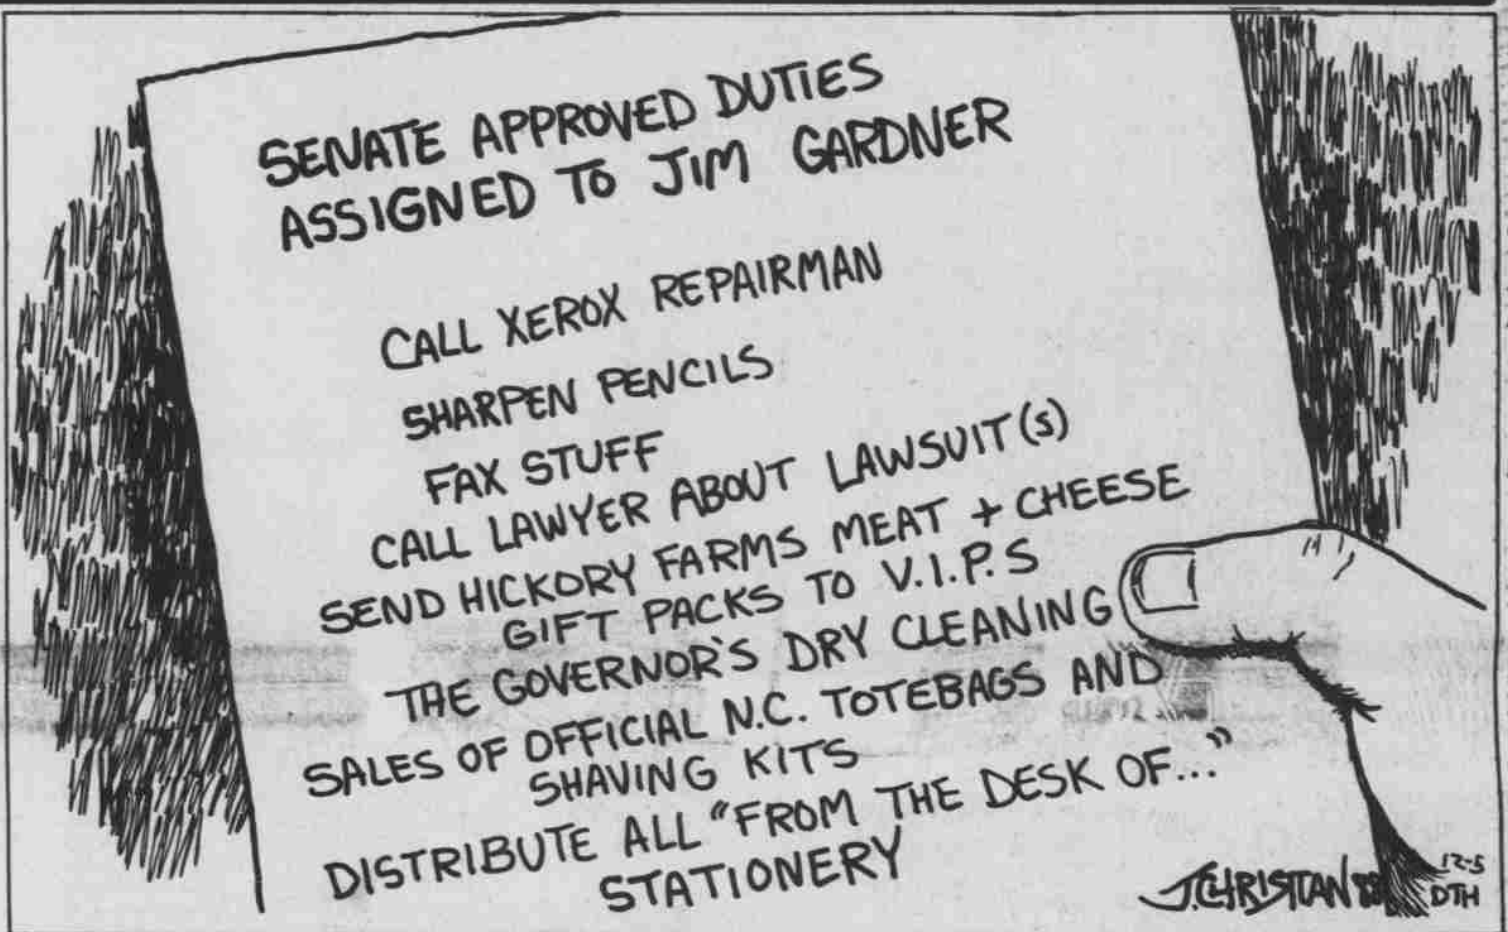 SENATE APPROVED DUTIES
ASSIGNED TO JIM GARDNER
CALL XEROX REPAIRMAN
SHARPEN PENCILS
FAX STUFF
CALL LAWYER ABOUT LAWSUIT(S)
SEND HICKORY FARMS MEAT + CHEESE
GIFT PACKS TO V.I.P.S
THE GOVERNOR'S DRY CLEANING
SALES OF OFFICIAL N.C. TOTEBAGS AND
SHAVING KITS
DISTRIBUTE ALL "FROM THE DESK OF..."
STATIONERY
J.CHRISTIAN 88
12-5
DTH